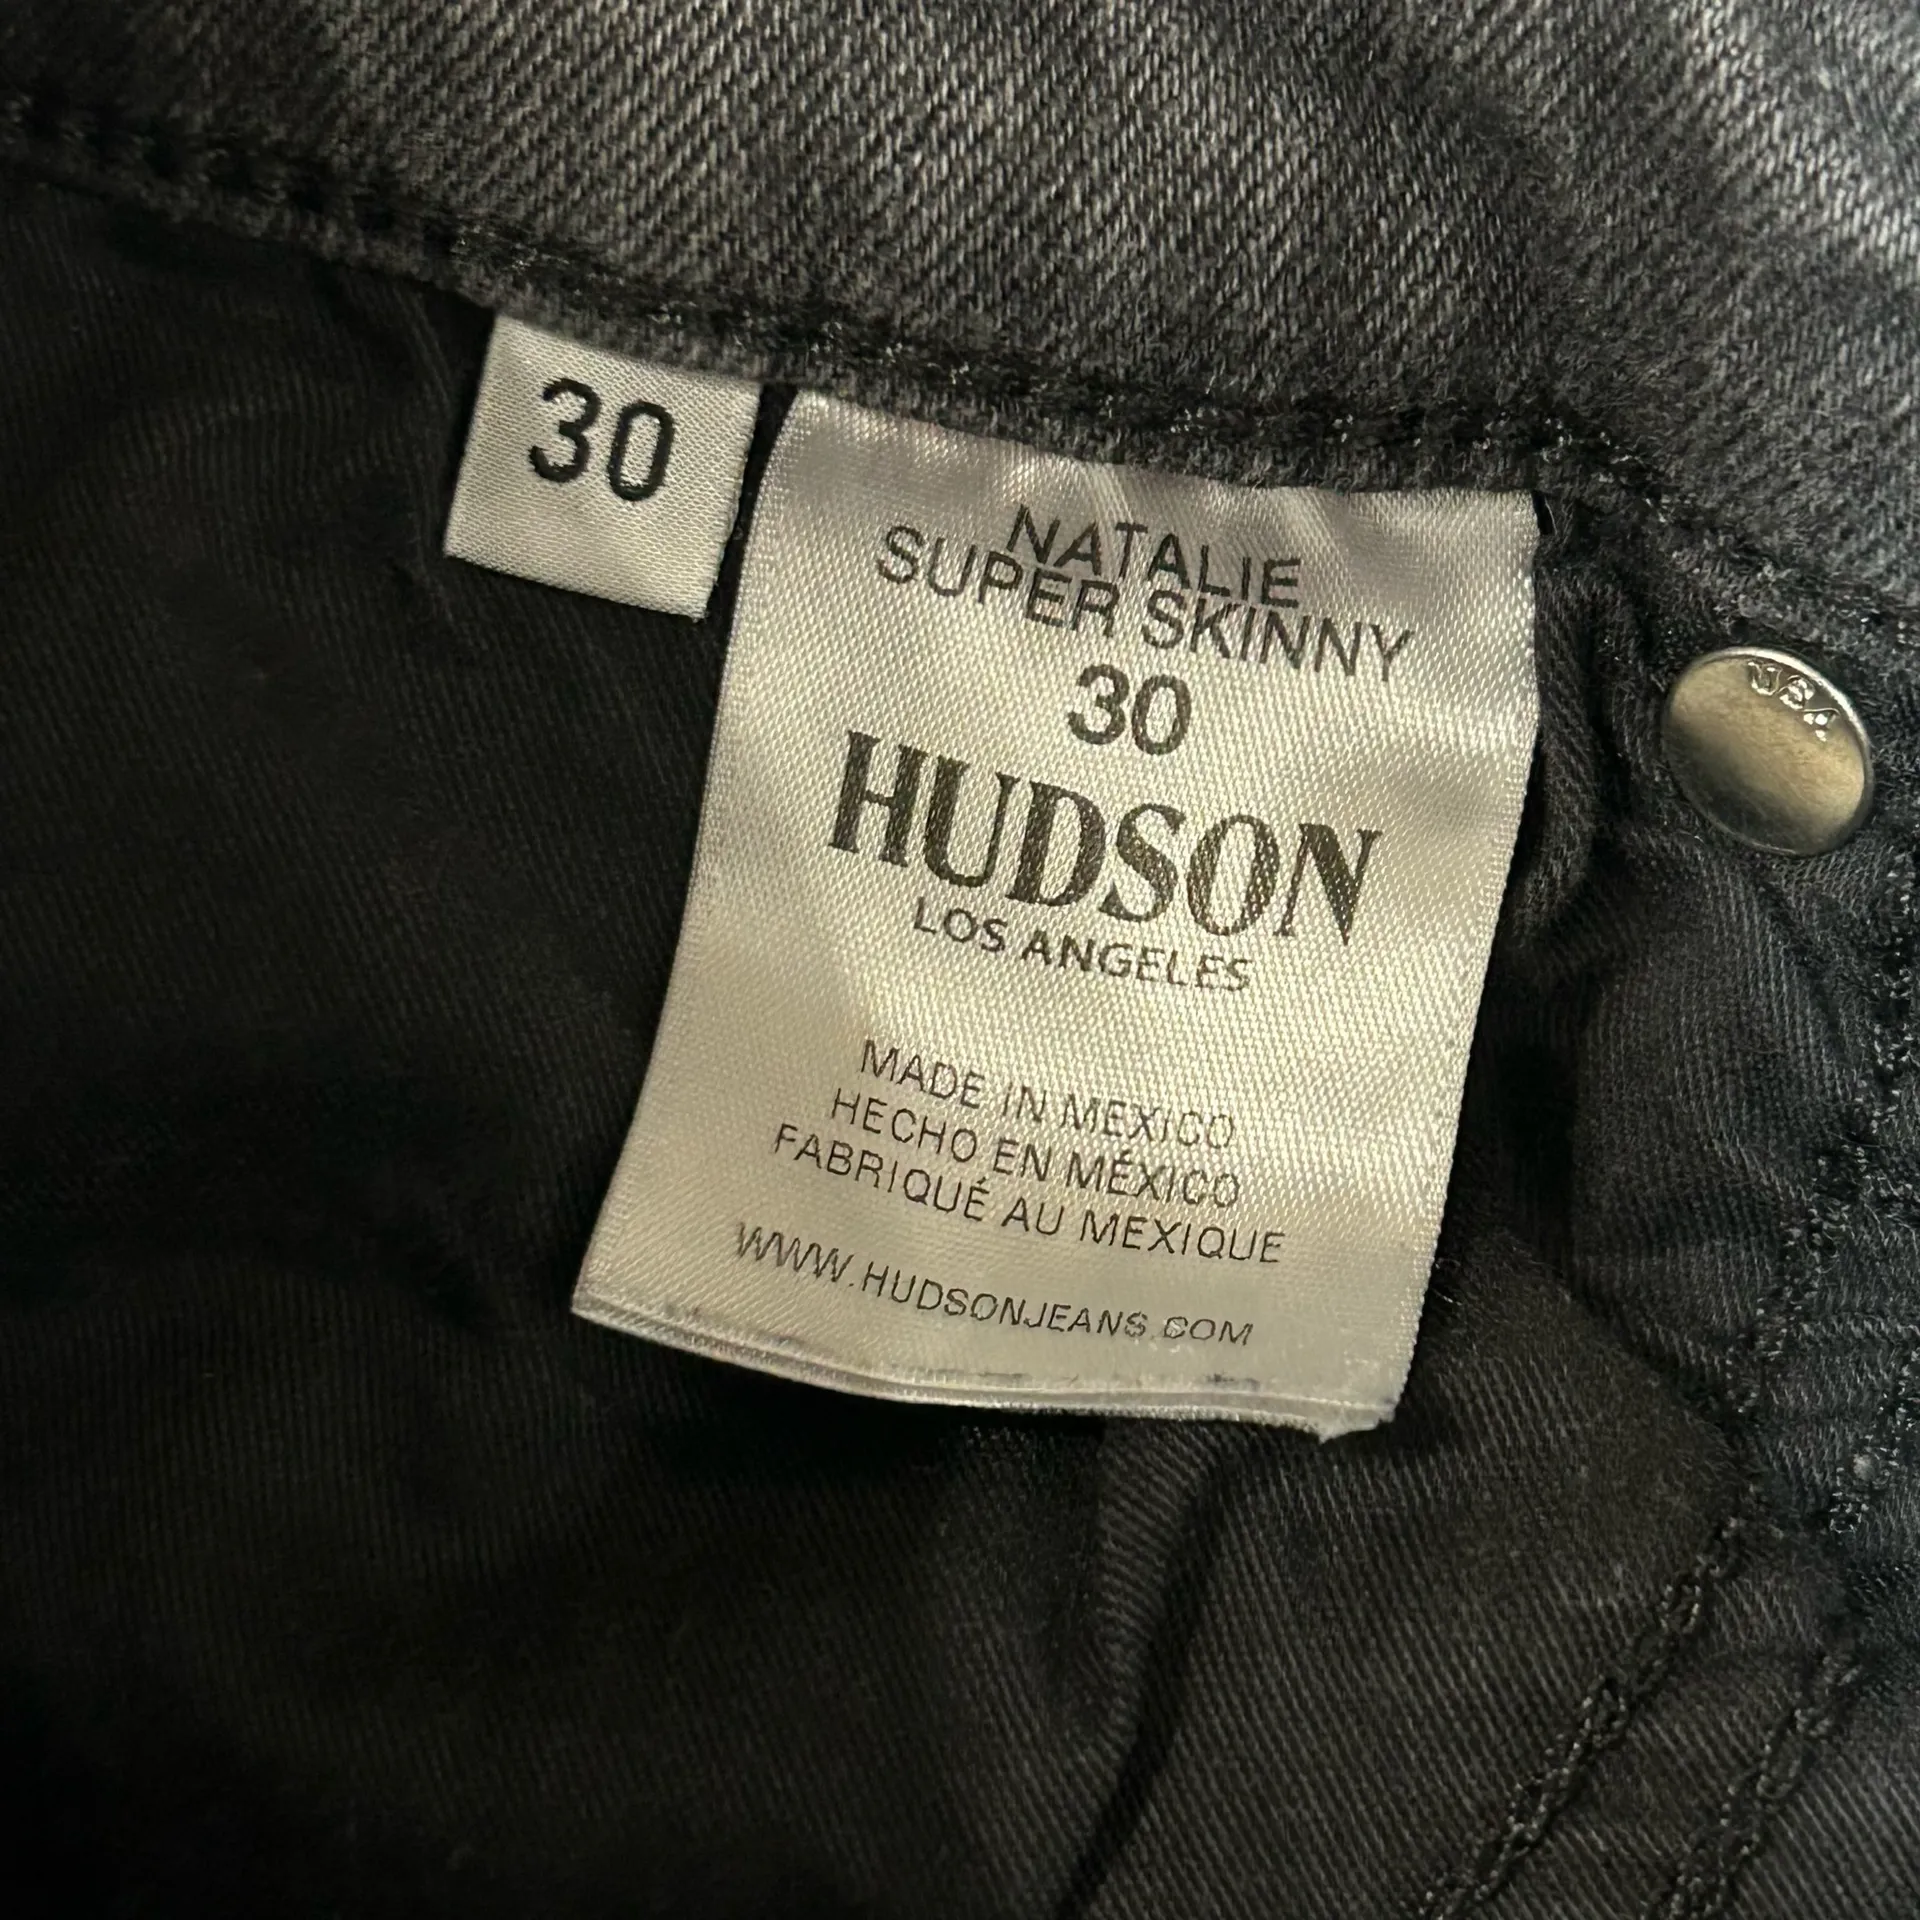 30
NATALIE
SUPER SKINNY
30
HUDSON
LOS ANGELES
MADE IN MEXICO
HECHO EN MÉXICO
FABRIQUÉ AU MEXIQUE
WWW.HUDSONJEANS.COM
USA